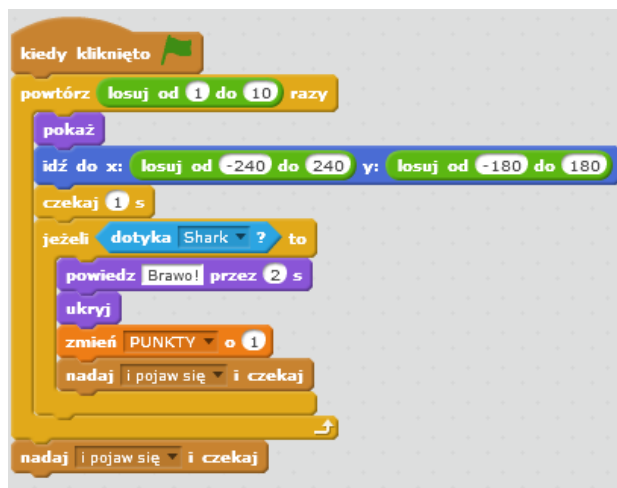 kiedy kliknięto
powtórz losuj od 1 do 10 razy
pokaż
idź do x: losuj od -240 do 240 y: losuj od -180 do 180
czekaj 1 s
jeżeli dotyka Shark ? to
powiedz Brawo! przez 2 s
ukryj
zmień PUNKTY o 1
nadaj i pojaw się i czekaj
nadaj i pojaw się i czekaj